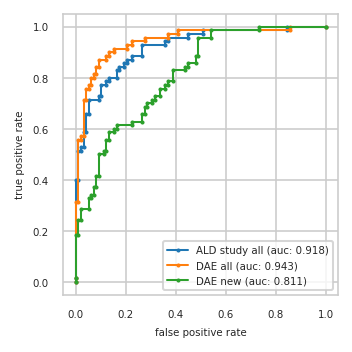 1.0
0.8
0.6
0.4
0.2
0.0
true positive rate
ALD study all (auc: 0.918)
DAE all (auc: 0.943)
DAE new (auc: 0.811)
0.0 0.2 0.4 0.6 0.8 1.0
false positive rate